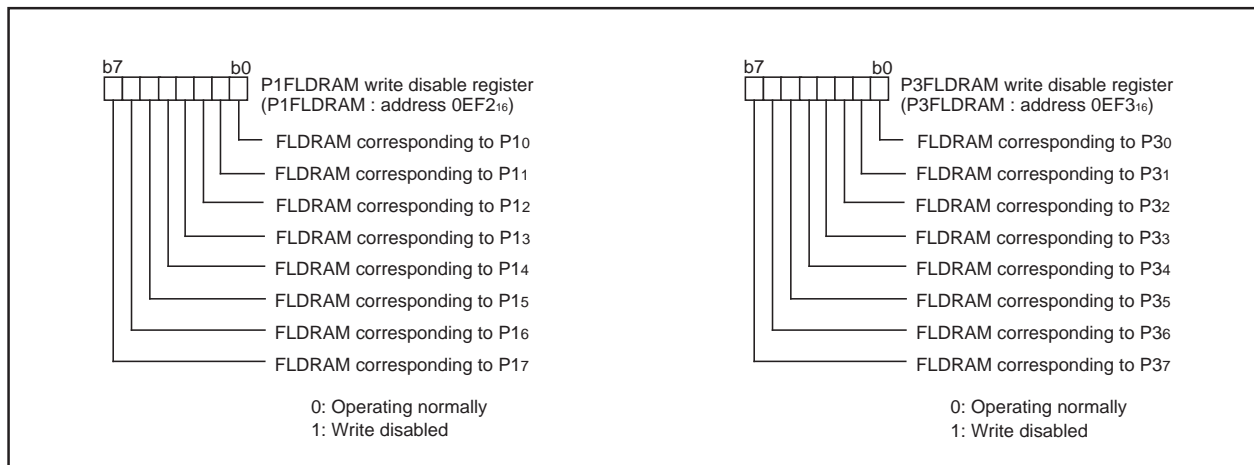 b7 b0
P1FLDRAM write disable register
(P1FLDRAM : address 0EF2₁₆)
FLDRAM corresponding to P1₀
FLDRAM corresponding to P1₁
FLDRAM corresponding to P1₂
FLDRAM corresponding to P1₃
FLDRAM corresponding to P1₄
FLDRAM corresponding to P1₅
FLDRAM corresponding to P1₆
FLDRAM corresponding to P1₇
0: Operating normally
1: Write disabled
b7 b0
P3FLDRAM write disable register
(P3FLDRAM : address 0EF3₁₆)
FLDRAM corresponding to P3₀
FLDRAM corresponding to P3₁
FLDRAM corresponding to P3₂
FLDRAM corresponding to P3₃
FLDRAM corresponding to P3₄
FLDRAM corresponding to P3₅
FLDRAM corresponding to P3₆
FLDRAM corresponding to P3₇
0: Operating normally
1: Write disabled